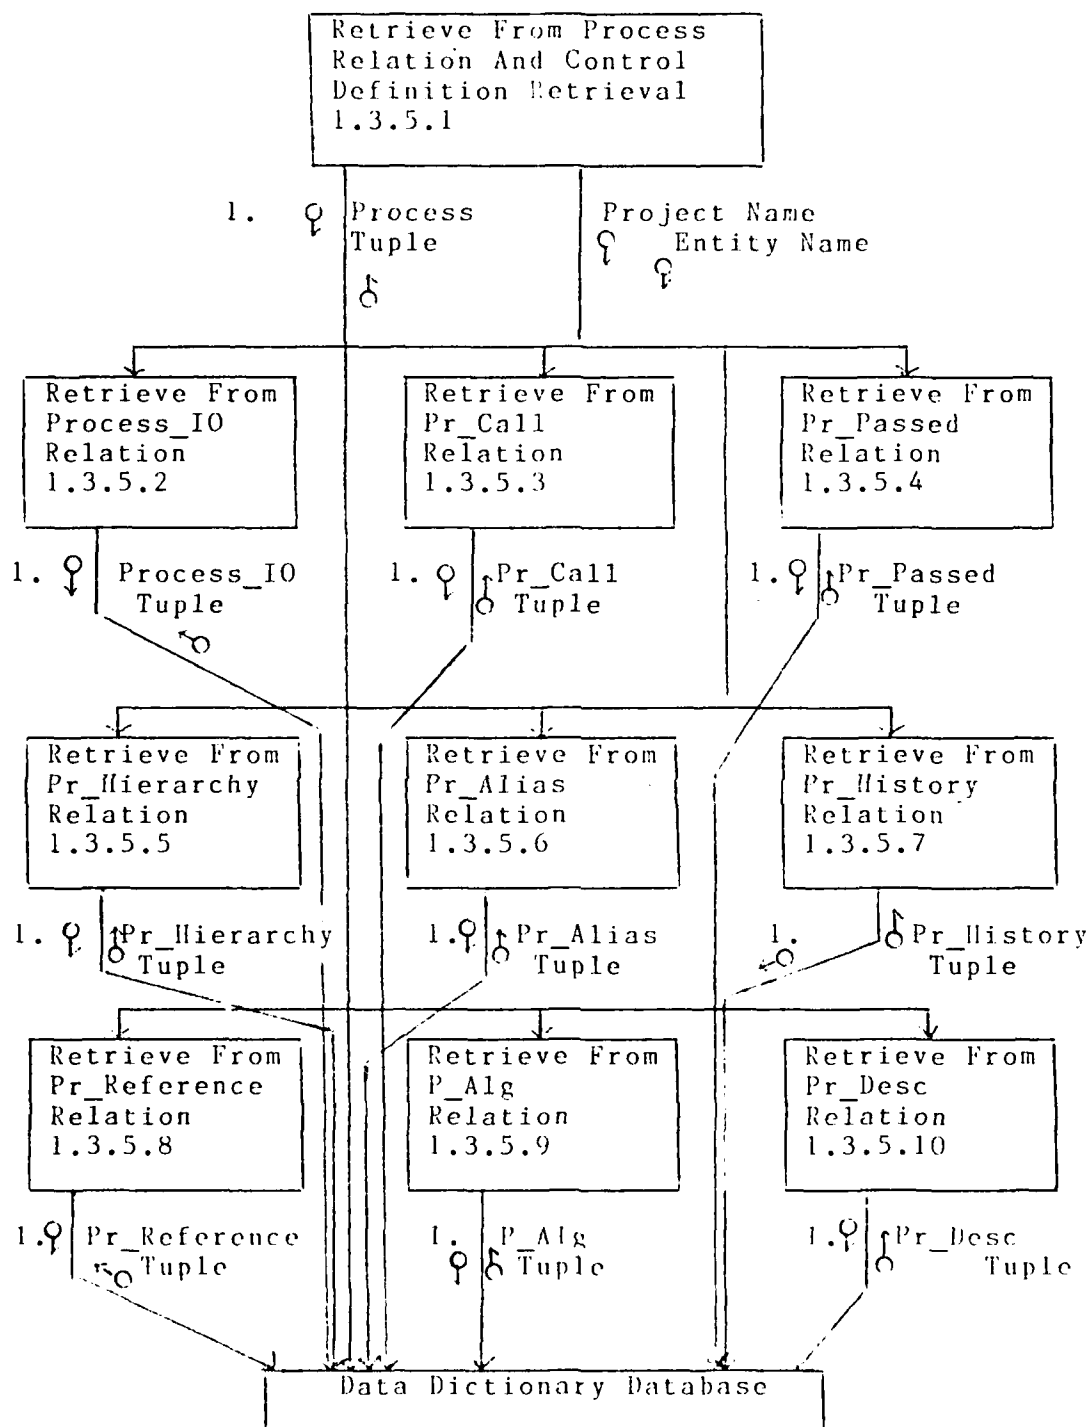 Retrieve From Process
Relation And Control
Definition Retrieval
1.3.5.1
1.
Process
Tuple
Project Name
Entity Name
Retrieve From
Process_IO
Relation
1.3.5.2
Retrieve From
Pr_Call
Relation
1.3.5.3
Retrieve From
Pr_Passed
Relation
1.3.5.4
1.
Process_IO
Tuple
1.
Pr_Call
Tuple
1.
Pr_Passed
Tuple
Retrieve From
Pr_Hierarchy
Relation
1.3.5.5
Retrieve From
Pr_Alias
Relation
1.3.5.6
Retrieve From
Pr_History
Relation
1.3.5.7
1.
Pr_Hierarchy
Tuple
1.
Pr_Alias
Tuple
1.
Pr_History
Tuple
Retrieve From
Pr_Reference
Relation
1.3.5.8
Retrieve From
P_Alg
Relation
1.3.5.9
Retrieve From
Pr_Desc
Relation
1.3.5.10
1.
Pr_Reference
Tuple
1.
P_Alg
Tuple
1.
Pr_Desc
Tuple
Data Dictionary Database